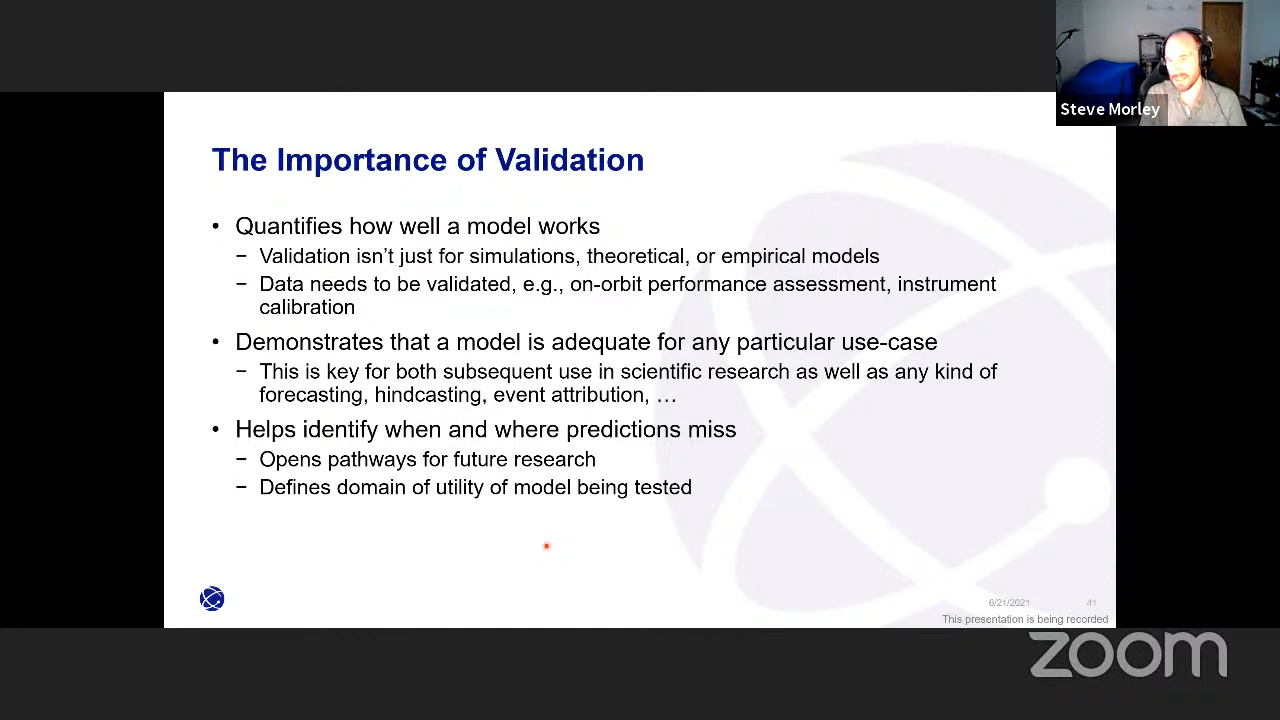 Steve Morley
The Importance of Validation
• Quantifies how well a model works
− Validation isn't just for simulations, theoretical, or empirical models
− Data needs to be validated, e.g., on-orbit performance assessment, instrument
calibration
• Demonstrates that a model is adequate for any particular use-case
− This is key for both subsequent use in scientific research as well as any kind of
forecasting, hindcasting, event attribution, …
• Helps identify when and where predictions miss
− Opens pathways for future research
− Defines domain of utility of model being tested
6/21/2021 41
This presentation is being recorded
zoom